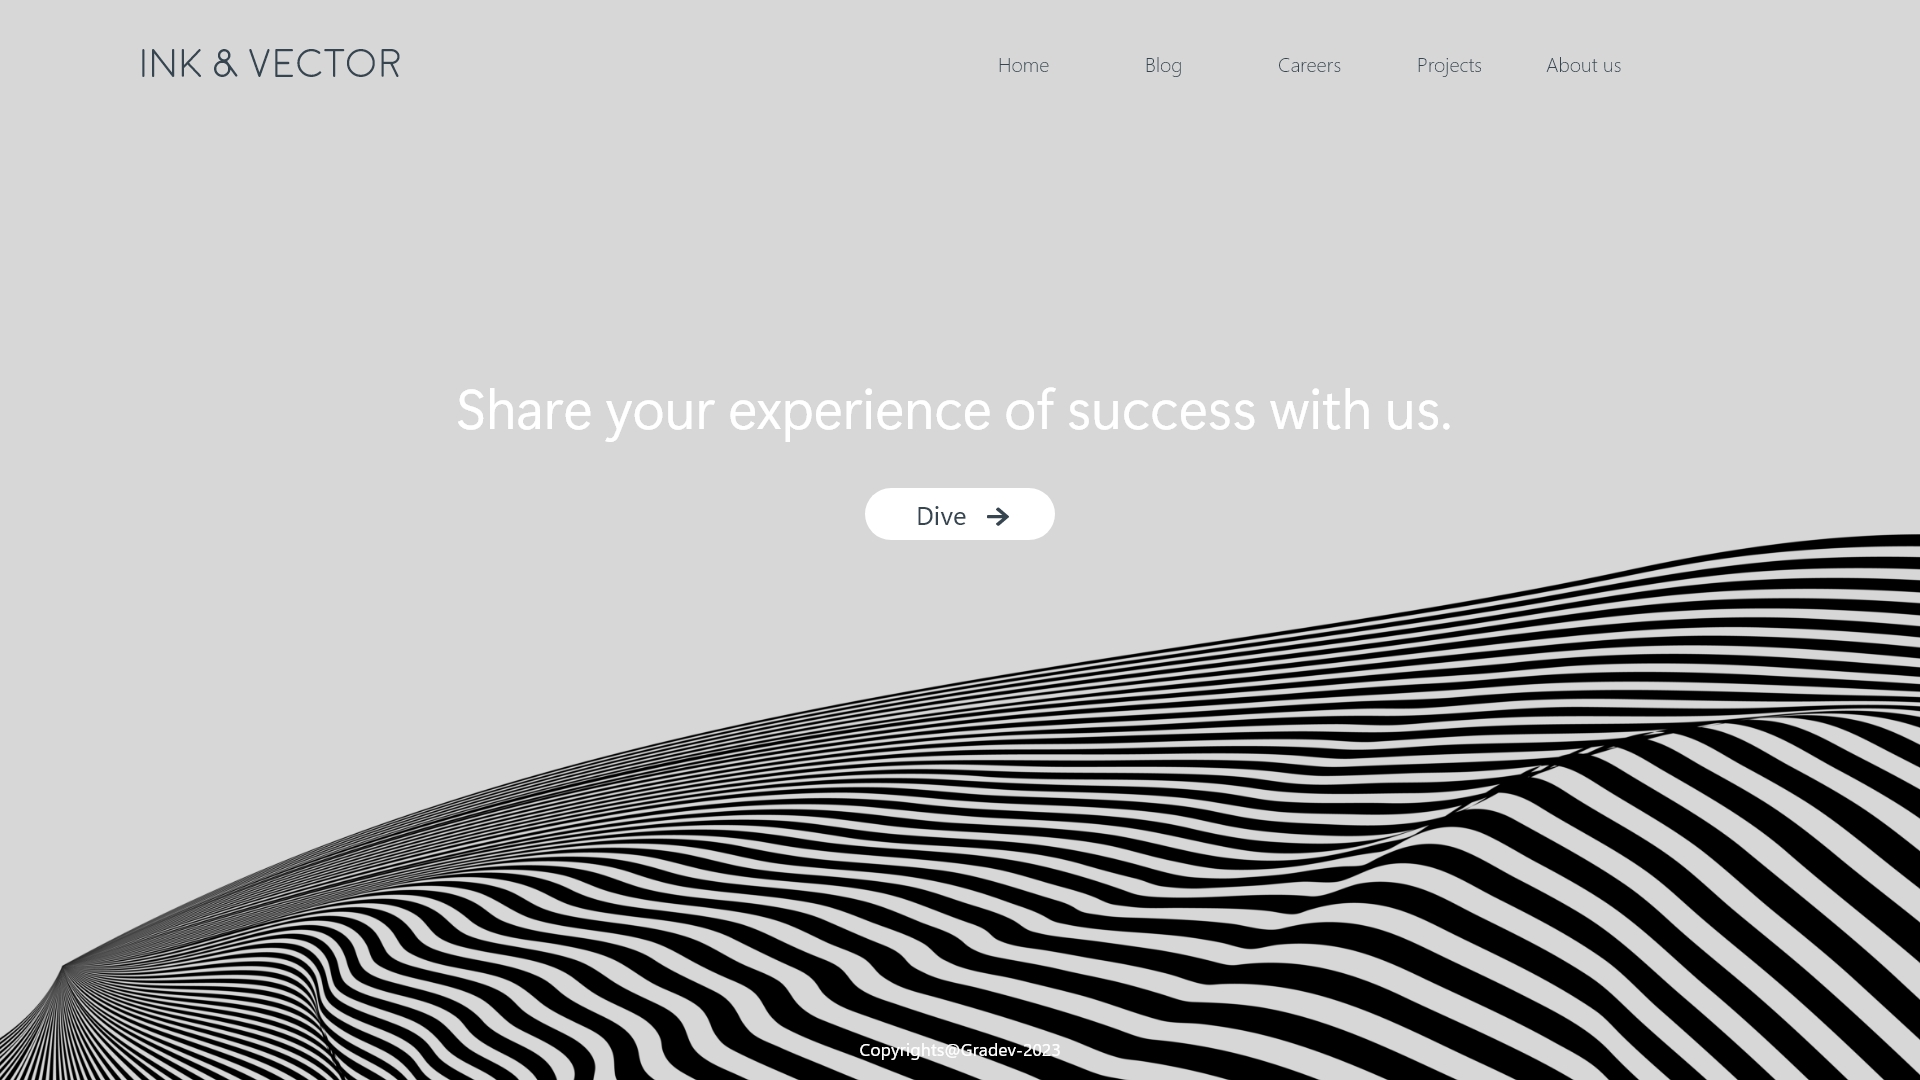 INK & VECTOR
Home Blog Careers Projects About us
Share your experience of success with us.
Dive
Copyrights@Gradev-2023